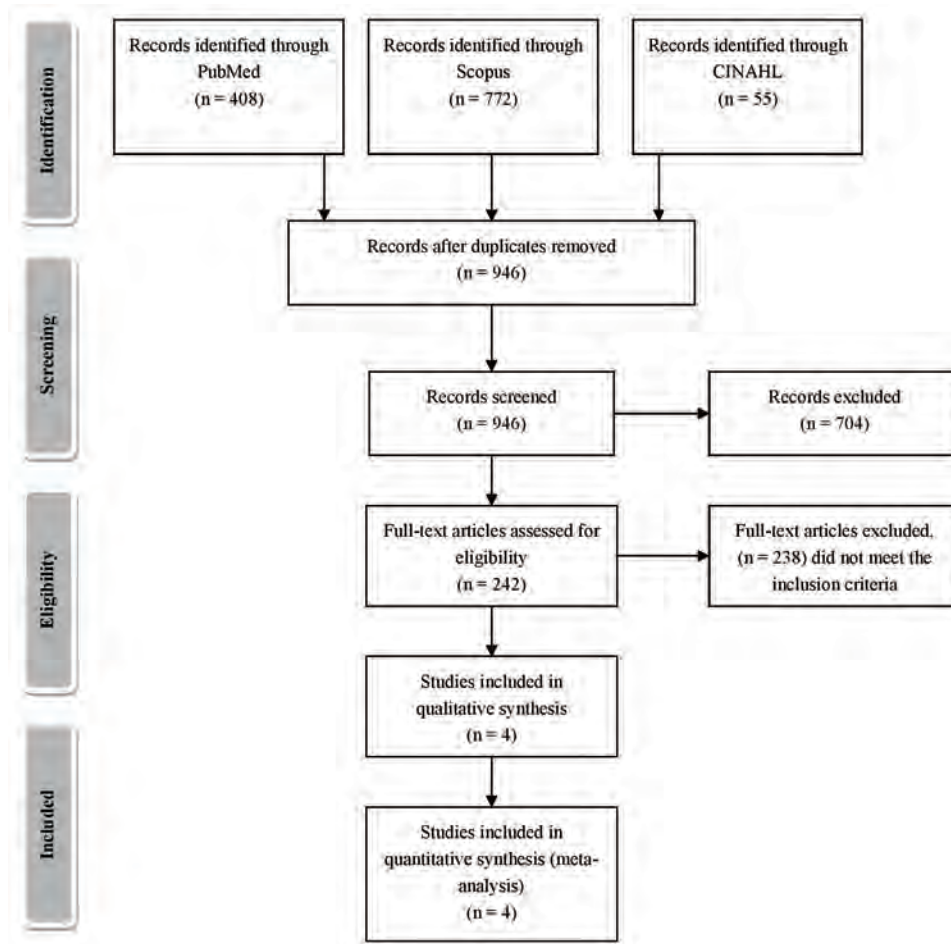 Identification
Records identified through
PubMed
(n = 408)
Records identified through
Scopus
(n = 772)
Records identified through
CINAHL
(n = 55)
Records after duplicates removed
(n = 946)
Screening
Records screened
(n = 946)
Records excluded
(n = 704)
Eligibility
Full-text articles assessed for
eligibility
(n = 242)
Full-text articles excluded,
(n = 238) did not meet the
inclusion criteria
Studies included in
qualitative synthesis
(n = 4)
Included
Studies included in
quantitative synthesis (meta-
analysis)
(n = 4)